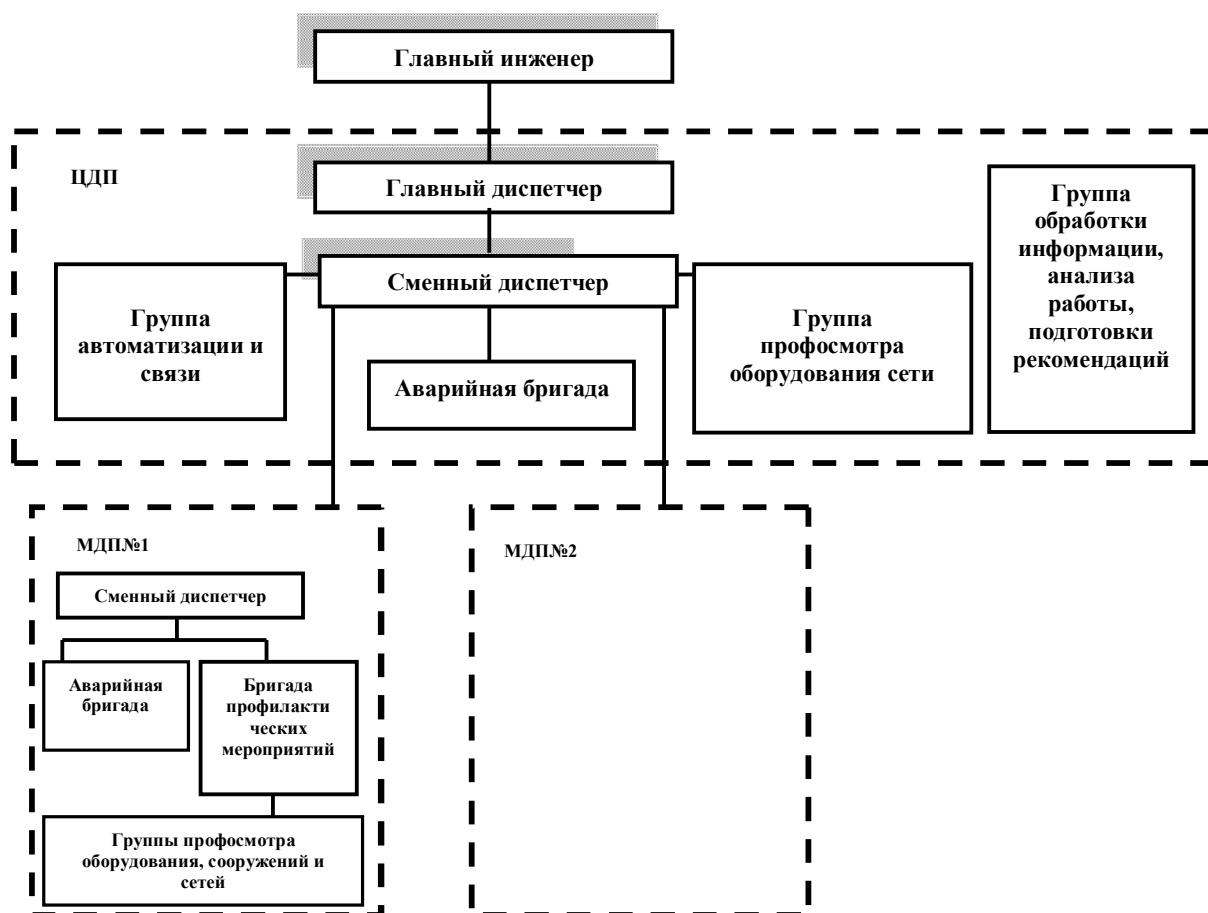 Главный инженер
ЦДП
Главный диспетчер
Группа
обработки
информации,
анализа
работы,
подготовки
рекомендаций
Сменный диспетчер
Группа
автоматизации и
связи
Группа
профосмотра
оборудования сети
Аварийная бригада
МДП№1
Сменный диспетчер
Аварийная
бригада
Бригада
профилакти
ческих
мероприятий
Группы профосмотра
оборудования, сооружений и
сетей
МДП№2